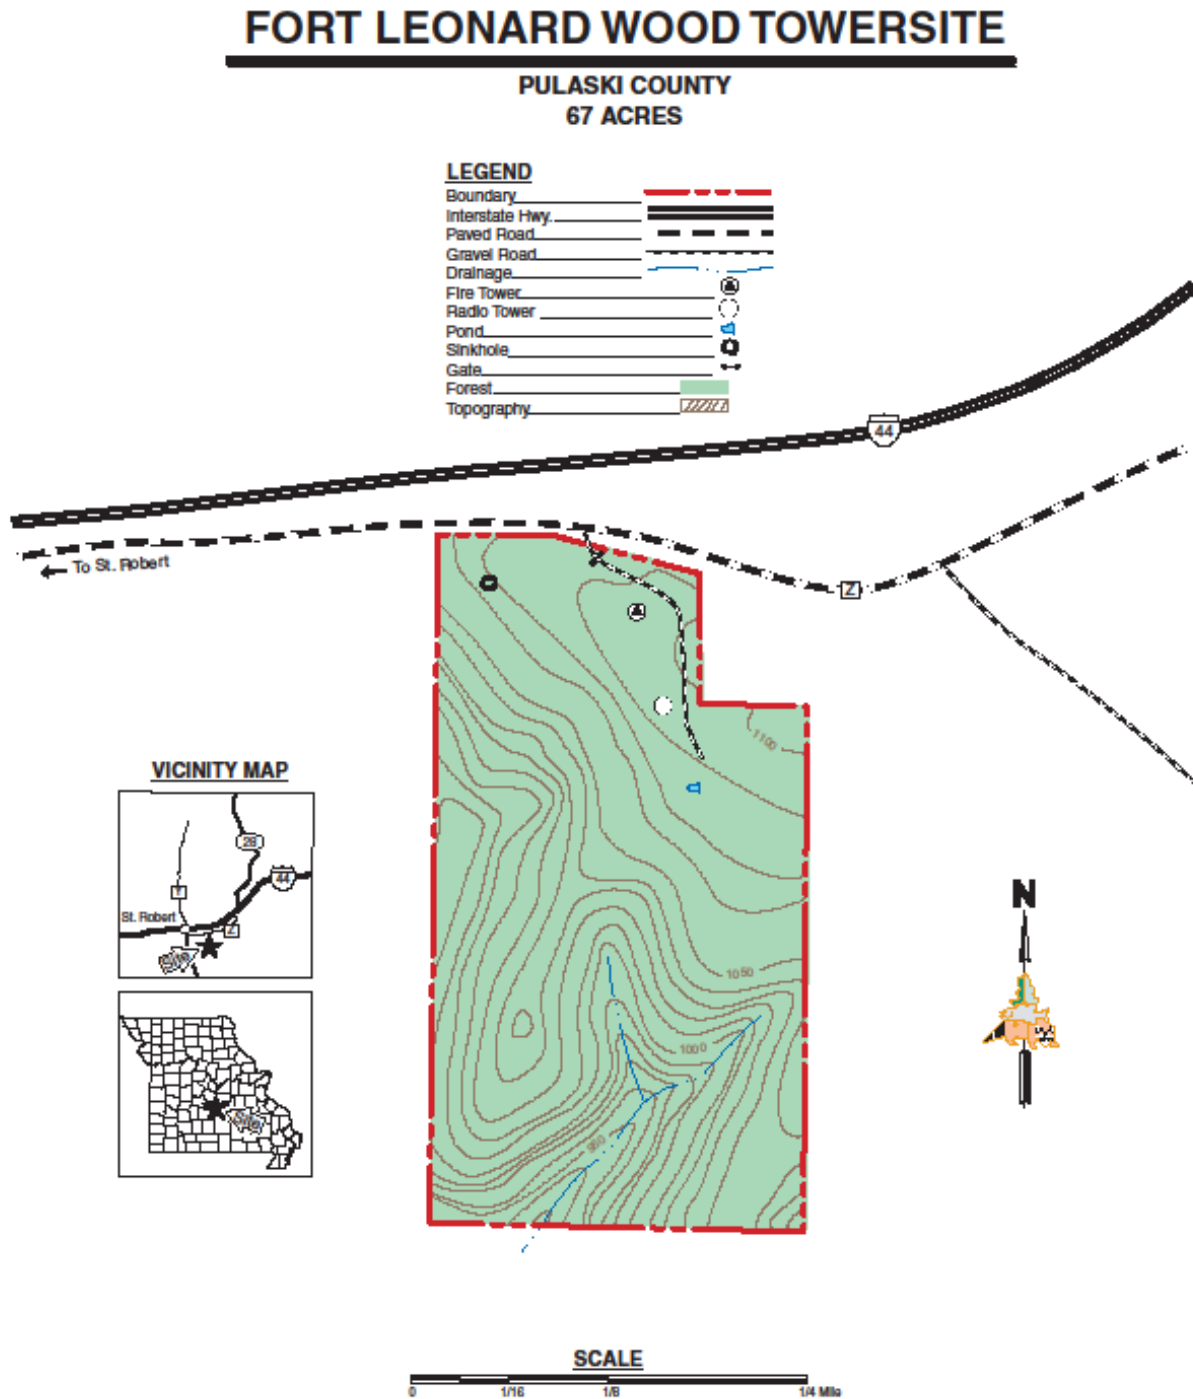 FORT LEONARD WOOD TOWERSITE
PULASKI COUNTY
67 ACRES
LEGEND
Boundary
Interstate Hwy.
Paved Road
Gravel Road
Drainage
Fire Tower
Radio Tower
Pond
Sinkhole
Gate
Forest
Topography
44
To St. Robert
Z
1100
VICINITY MAP
28
44
Y
St. Robert
Z
Site
N
1050
1000
Site
950
SCALE
0 1/16 1/8 1/4 Mile